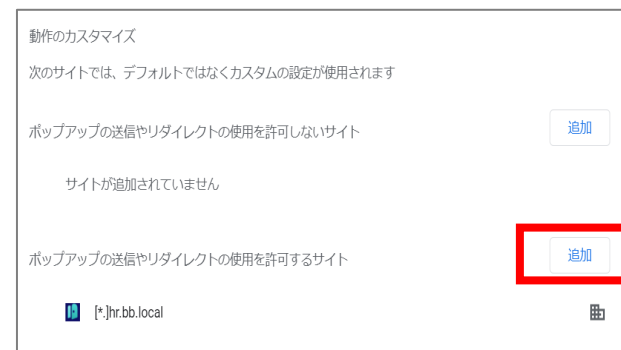 動作のカスタマイズ
次のサイトでは、デフォルトではなくカスタムの設定が使用されます
ポップアップの送信やリダイレクトの使用を許可しないサイト
追加
サイトが追加されていません
ポップアップの送信やリダイレクトの使用を許可するサイト
追加
[*.]hr.bb.local